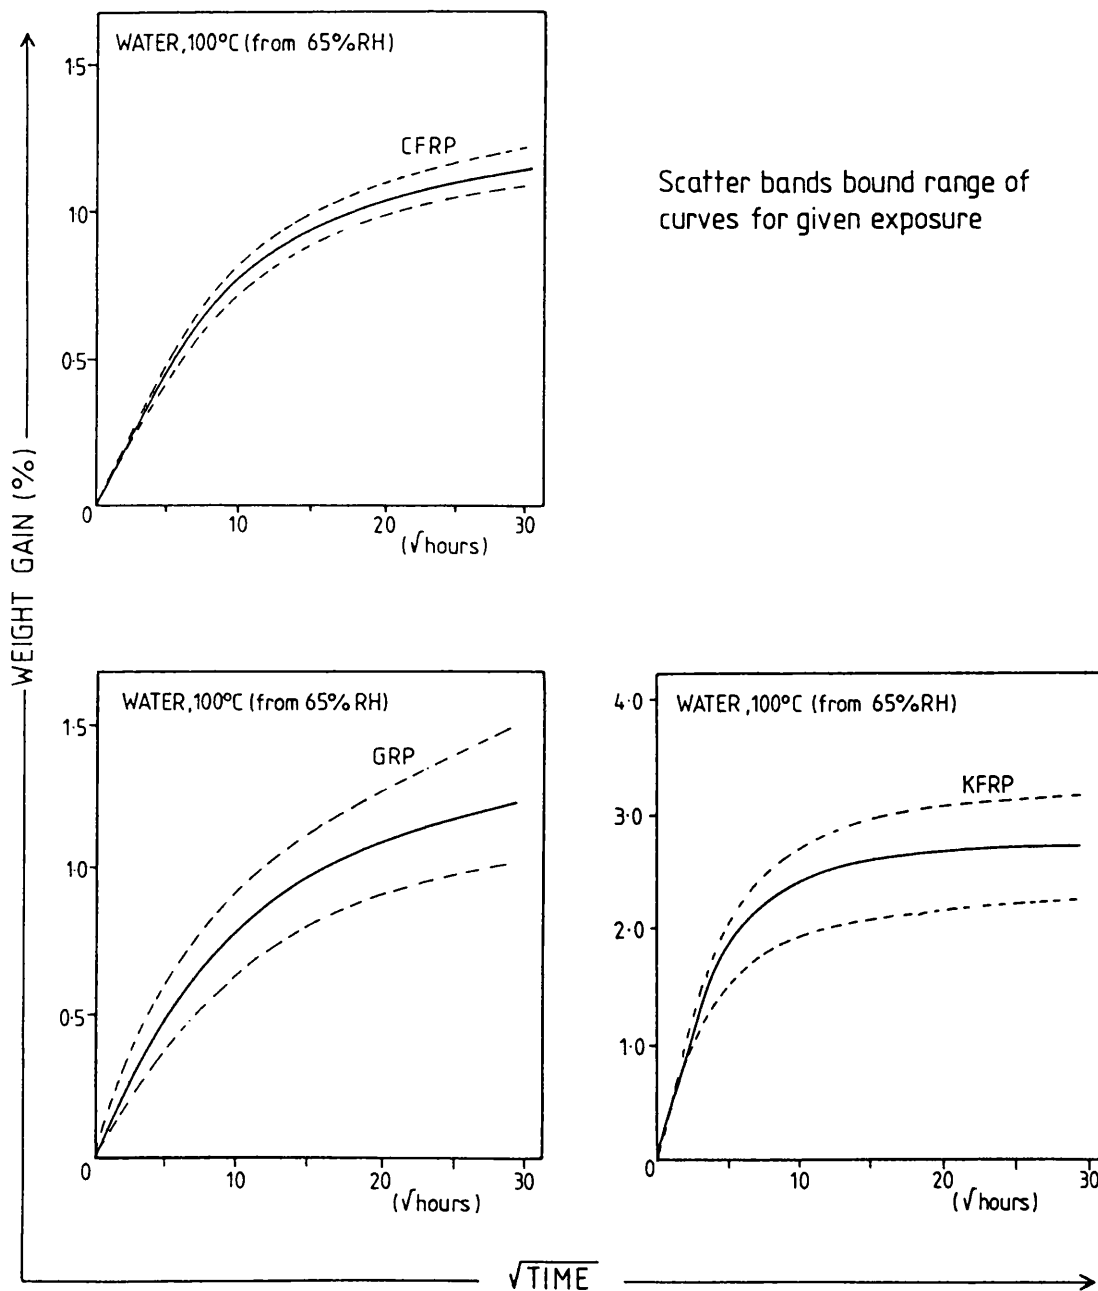 WEIGHT GAIN (%)
WATER, 100°C (from 65%RH)
CFRP
1·5
10
0·5
0
10
20
30
(√hours)
Scatter bands bound range of
curves for given exposure
WATER, 100°C (from 65%RH)
GRP
1·5
1·0
0·5
0
10
20
30
(√hours)
WATER, 100°C (from 65%RH)
KFRP
4·0
3·0
2·0
1·0
0
10
20
30
(√hours)
√TIME